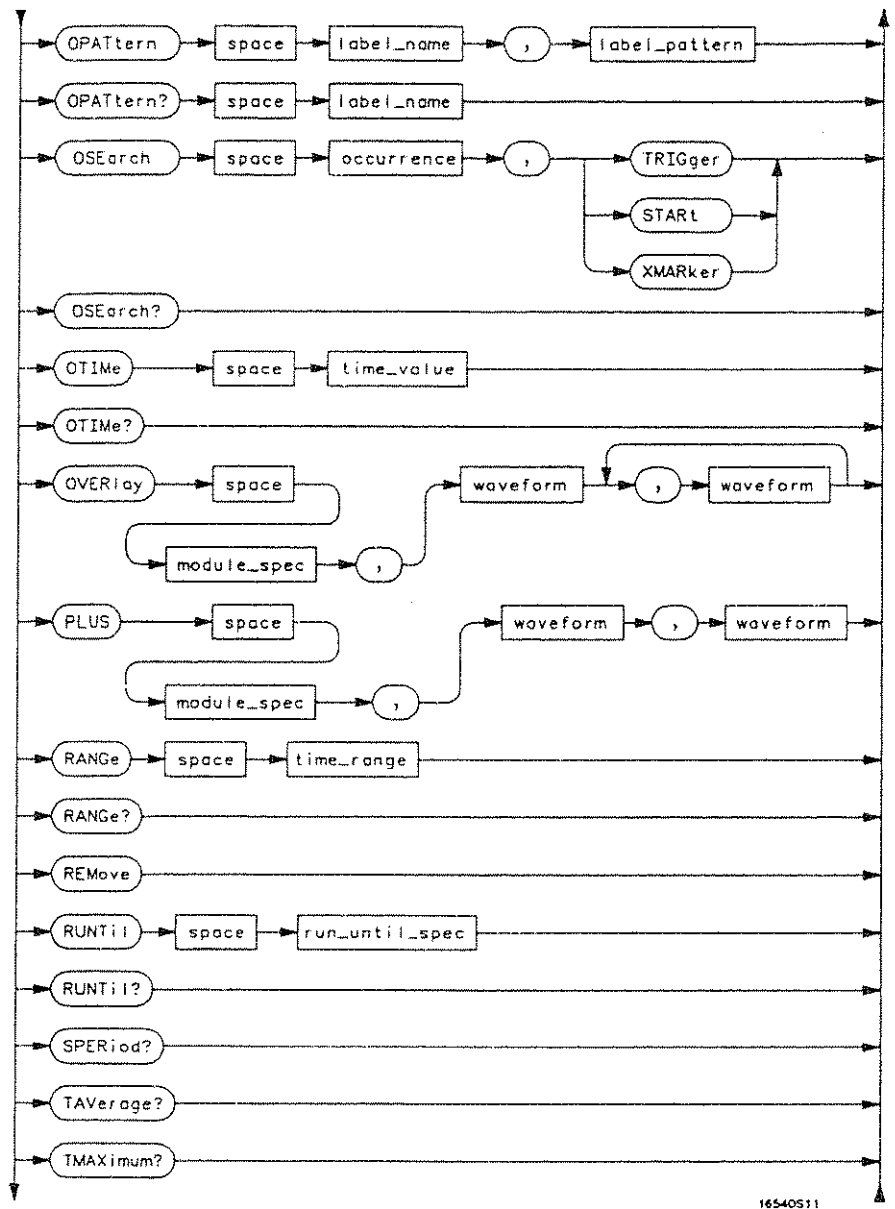 OPATtern space label_name , label_pattern
OPATtern? space label_name
OSEarch space occurrence , TRIGger
STARt
XMARker
OSEarch?
OTIMe space time_value
OTIMe?
OVERlay space waveform , waveform
module_spec ,
PLUS space waveform , waveform
module_spec ,
RANGe space time_range
RANGe?
REMove
RUNTil space run_until_spec
RUNTil?
SPERiod?
TAVerage?
TMAXimum?
16540S11